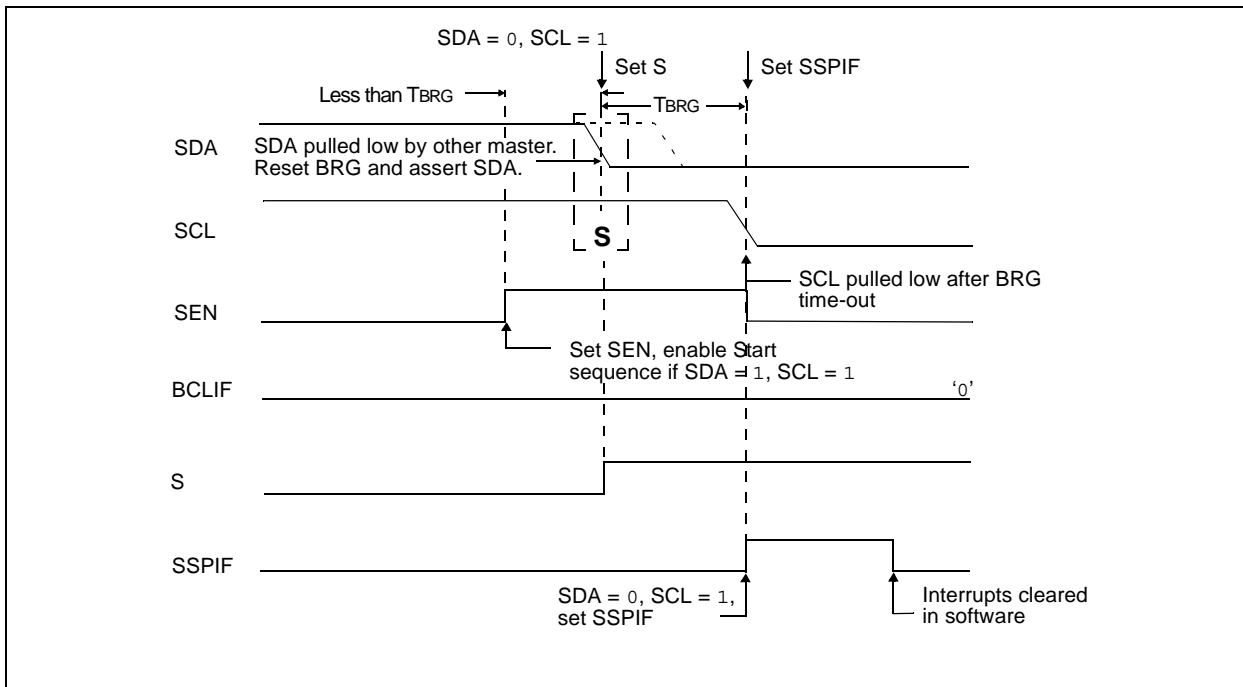 SDA = 0, SCL = 1
Set S
Set SSPIF
Less than TBRG
TBRG
SDA
SDA pulled low by other master.
Reset BRG and assert SDA.
SCL
S
SCL pulled low after BRG
time-out
SEN
Set SEN, enable Start
sequence if SDA = 1, SCL = 1
BCLIF
‘0’
S
SSPIF
SDA = 0, SCL = 1,
set SSPIF
Interrupts cleared
in software